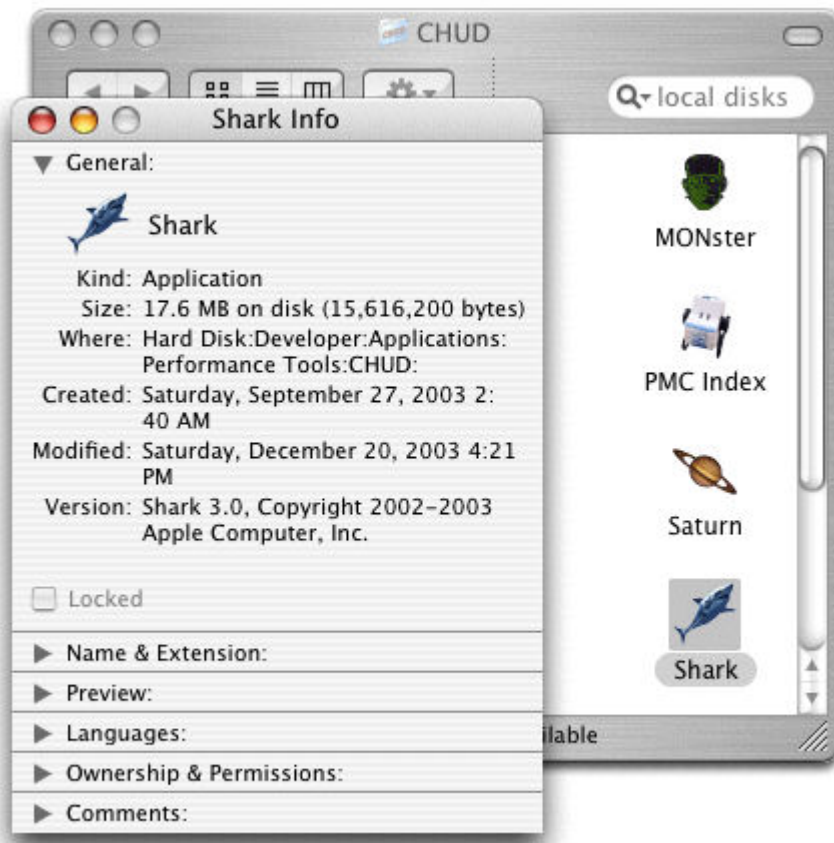 CHUD
local disks
Shark Info
General:
Shark
Kind: Application
Size: 17.6 MB on disk (15,616,200 bytes)
Where: Hard Disk:Developer:Applications:
Performance Tools:CHUD:
Created: Saturday, September 27, 2003 2:
40 AM
Modified: Saturday, December 20, 2003 4:21
PM
Version: Shark 3.0, Copyright 2002-2003
Apple Computer, Inc.
Locked
Name & Extension:
Preview:
Languages:
Ownership & Permissions:
Comments:
MONster
PMC Index
Saturn
Shark
ilable